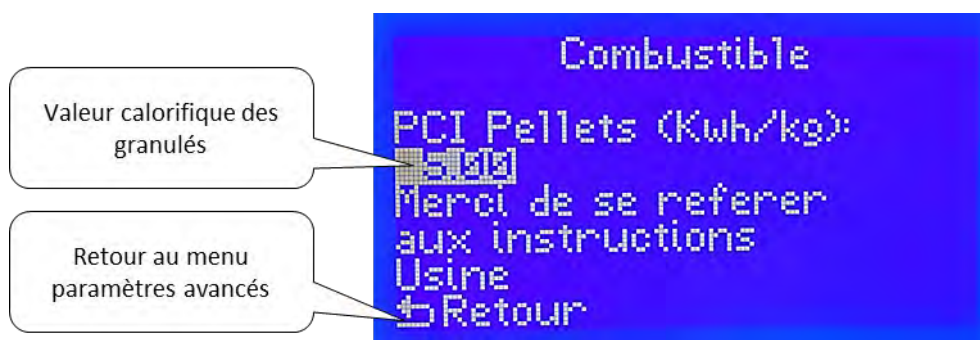 Valeur calorifique des
granulés
Retour au menu
paramètres avancés
Combustible
PCI Pellets (Kwh/kg):
Merci de se referer
aux instructions
Usine
Retour